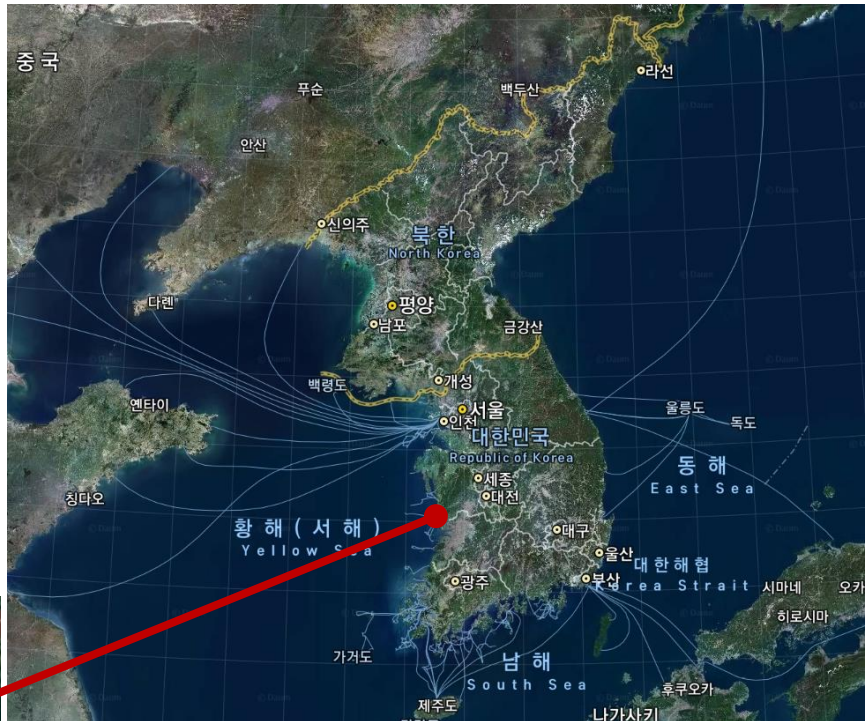 중국
푸순
백두산
라선
안산
신의주
북한
North Korea
다롄
평양
남포
금강산
백령도
개성
옌타이
서울
인천
대한민국
Republic of Korea
울릉도
독도
세종
대전
동해
East Sea
칭다오
황해(서해)
Yellow Sea
대구
울산
대한해협
Korea Strait
부산
광주
시마네
오카
히로시마
가거도
남해
South Sea
후쿠오카
제주도
나가사키